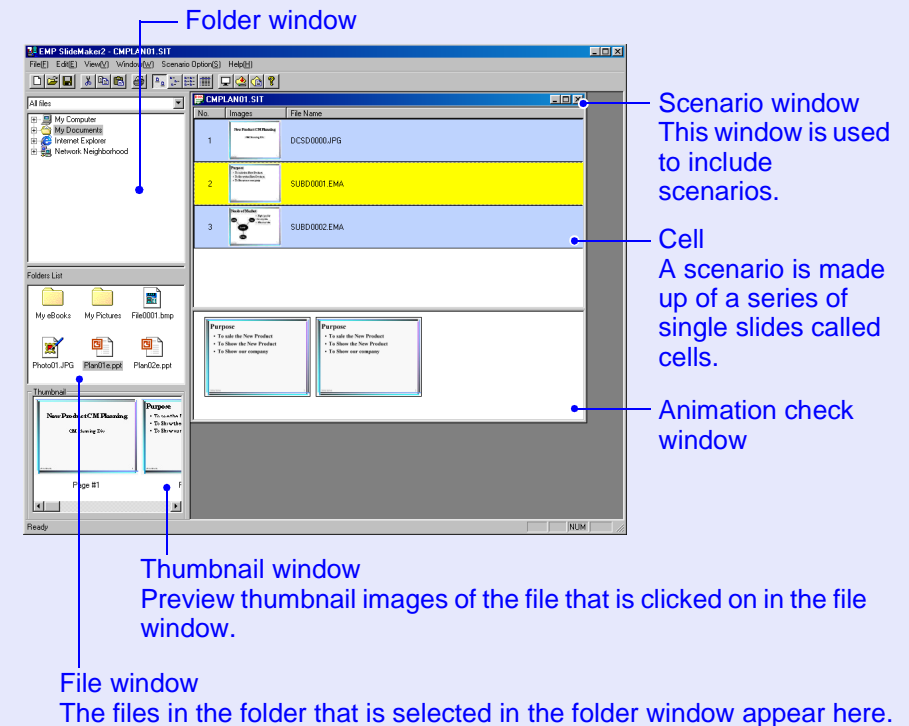 Folder window
EMP SlideMaker2 - CMPLAN01.SIT
File(F) Edit(E) View(V) Window(W) Scenario Option(S) Help(H)
All files
My Computer
My Documents
Internet Explorer
Network Neighborhood
CMPLAN01.SIT
No. Images File Name
1 New Product CM Planning DCSD0000.JPG
2 Purpose SUBD0001.EMA
3 SUBD0002.EMA
Scenario window
This window is used
to include
scenarios.
Cell
A scenario is made
up of a series of
single slides called
cells.
Folders List
My eBooks My Pictures File0001.bmp
Photo01.JPG Plan01e.ppt Plan02e.ppt
Purpose
• To sale the New Product
• To Show the New Product
• To Show our company
Purpose
• To sale the New Product
• To Show the New Product
• To Show our company
Animation check
window
Thumbnail
New Product CM Planning
Purpose
Page #1
Ready
NUM
Thumbnail window
Preview thumbnail images of the file that is clicked on in the file
window.
File window
The files in the folder that is selected in the folder window appear here.